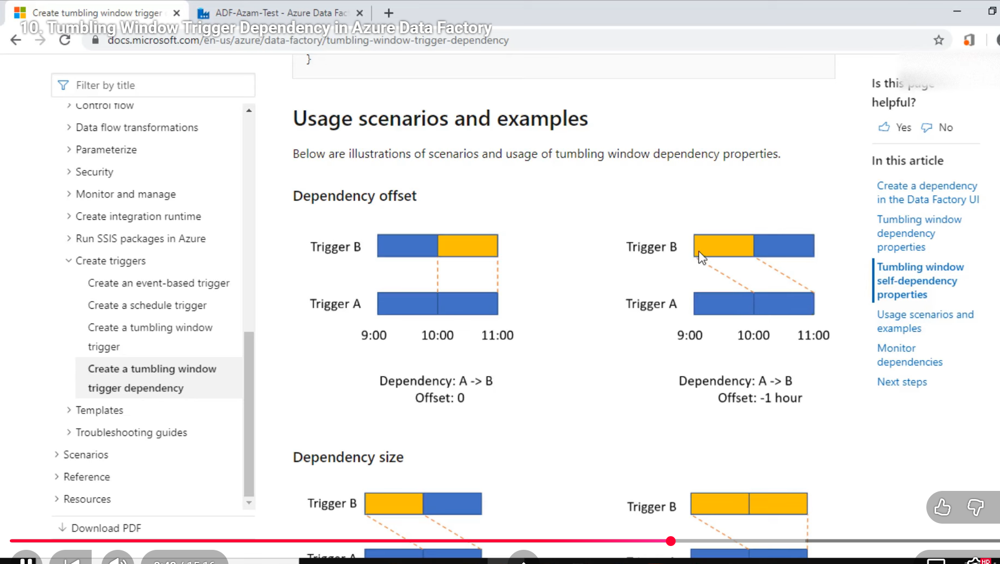 Create tumbling window trigger
ADF-Azam-Test - Azure Data Fac
10. Tumbling Window Trigger Dependency in Azure Data Factory
docs.microsoft.com/en-us/azure/data-factory/tumbling-window-trigger-dependency
}
Filter by title
Control flow
Data flow transformations
Parameterize
Security
Monitor and manage
Create integration runtime
Run SSIS packages in Azure
Create triggers
Create an event-based trigger
Create a schedule trigger
Create a tumbling window
trigger
Create a tumbling window
trigger dependency
Templates
Troubleshooting guides
Scenarios
Reference
Resources
Download PDF
Usage scenarios and examples
Below are illustrations of scenarios and usage of tumbling window dependency properties.
Dependency offset
Trigger B
Trigger A
9:00 10:00 11:00
Dependency: A -> B
Offset: 0
Trigger B
Trigger A
9:00 10:00 11:00
Dependency: A -> B
Offset: -1 hour
Dependency size
Trigger B
Trigger A
Trigger B
Is this page
helpful?
Yes No
In this article
Create a dependency
in the Data Factory UI
Tumbling window
dependency
properties
Tumbling window
self-dependency
properties
Usage scenarios and
examples
Monitor
dependencies
Next steps
HD